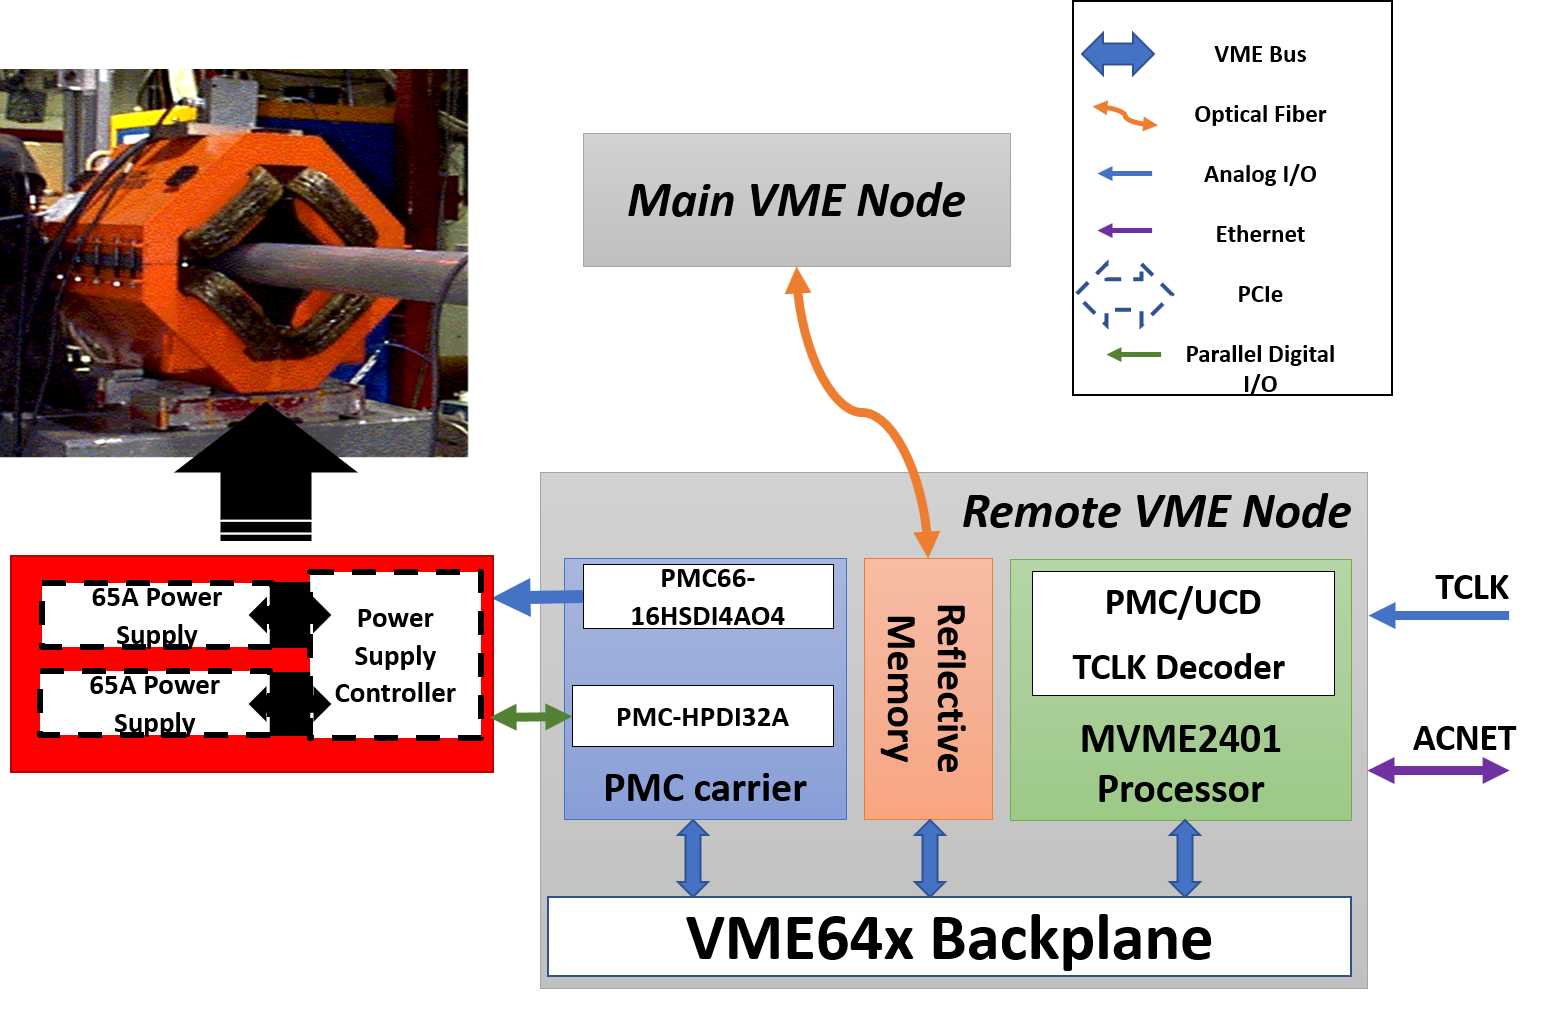 VME Bus
Optical Fiber
Analog I/O
Ethernet
PCIe
Parallel Digital
I/O
Main VME Node
Remote VME Node
65A Power
Supply
65A Power
Supply
Power
Supply
Controller
PMC66-
16HSDI4AO4
PMC-HPDI32A
PMC carrier
Reflective
Memory
PMC/UCD
TCLK Decoder
MVME2401
Processor
TCLK
ACNET
VME64x Backplane